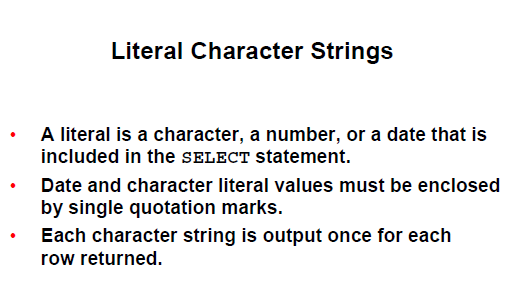 Literal Character Strings
• A literal is a character, a number, or a date that is
included in the SELECT statement.
• Date and character literal values must be enclosed
by single quotation marks.
• Each character string is output once for each
row returned.